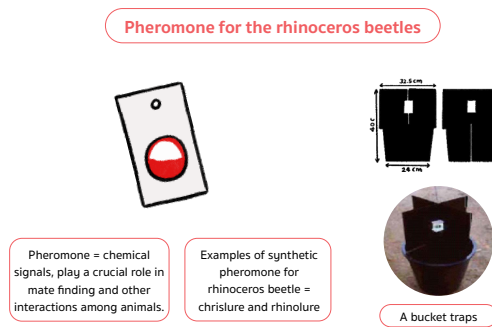 Pheromone for the rhinoceros beetles
32.5 cm
24 cm
Pheromone = chemical
signals, play a crucial role in
mate finding and other
interactions among animals.
Examples of synthetic
pheromone for
rhinoceros beetle =
chrislure and rhinolure
A bucket traps